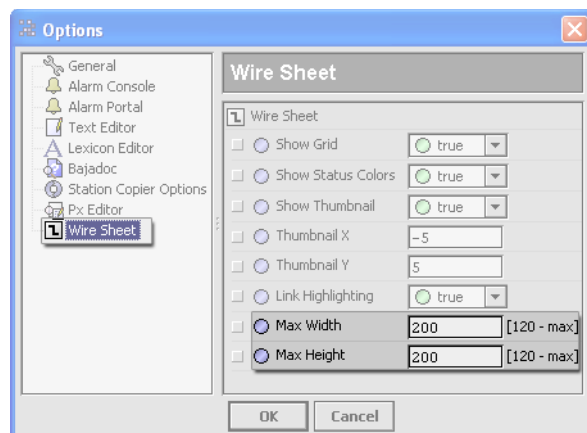 Options
General
Alarm Console
Alarm Portal
Text Editor
Lexicon Editor
Bajadoc
Station Copier Options
Px Editor
Wire Sheet
Wire Sheet
Wire Sheet
Show Grid true
Show Status Colors true
Show Thumbnail true
Thumbnail X -5
Thumbnail Y 5
Link Highlighting true
Max Width 200 [120 - max]
Max Height 200 [120 - max]
OK Cancel